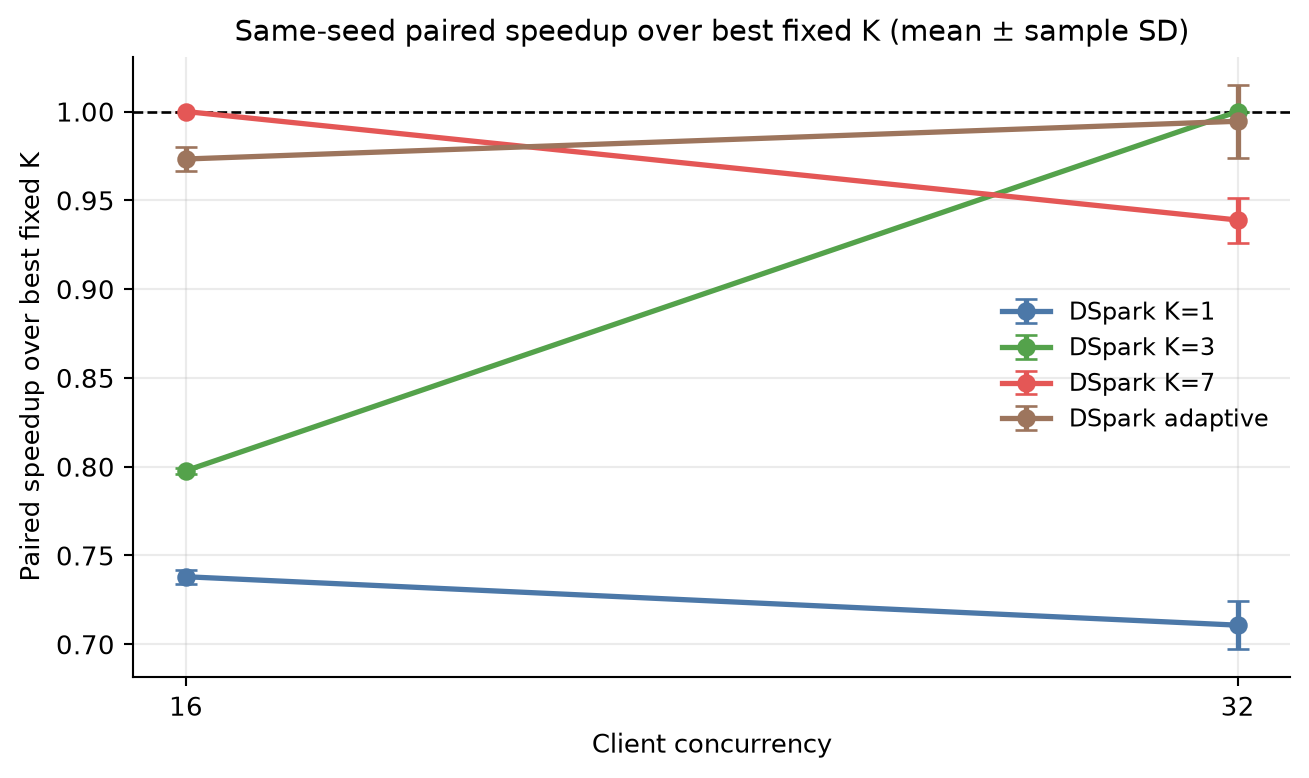 Same-seed paired speedup over best fixed K (mean ± sample SD)
Paired speedup over best fixed K
1.00
0.95
0.90
0.85
0.80
0.75
0.70
DSpark K=1
DSpark K=3
DSpark K=7
DSpark adaptive
16
32
Client concurrency